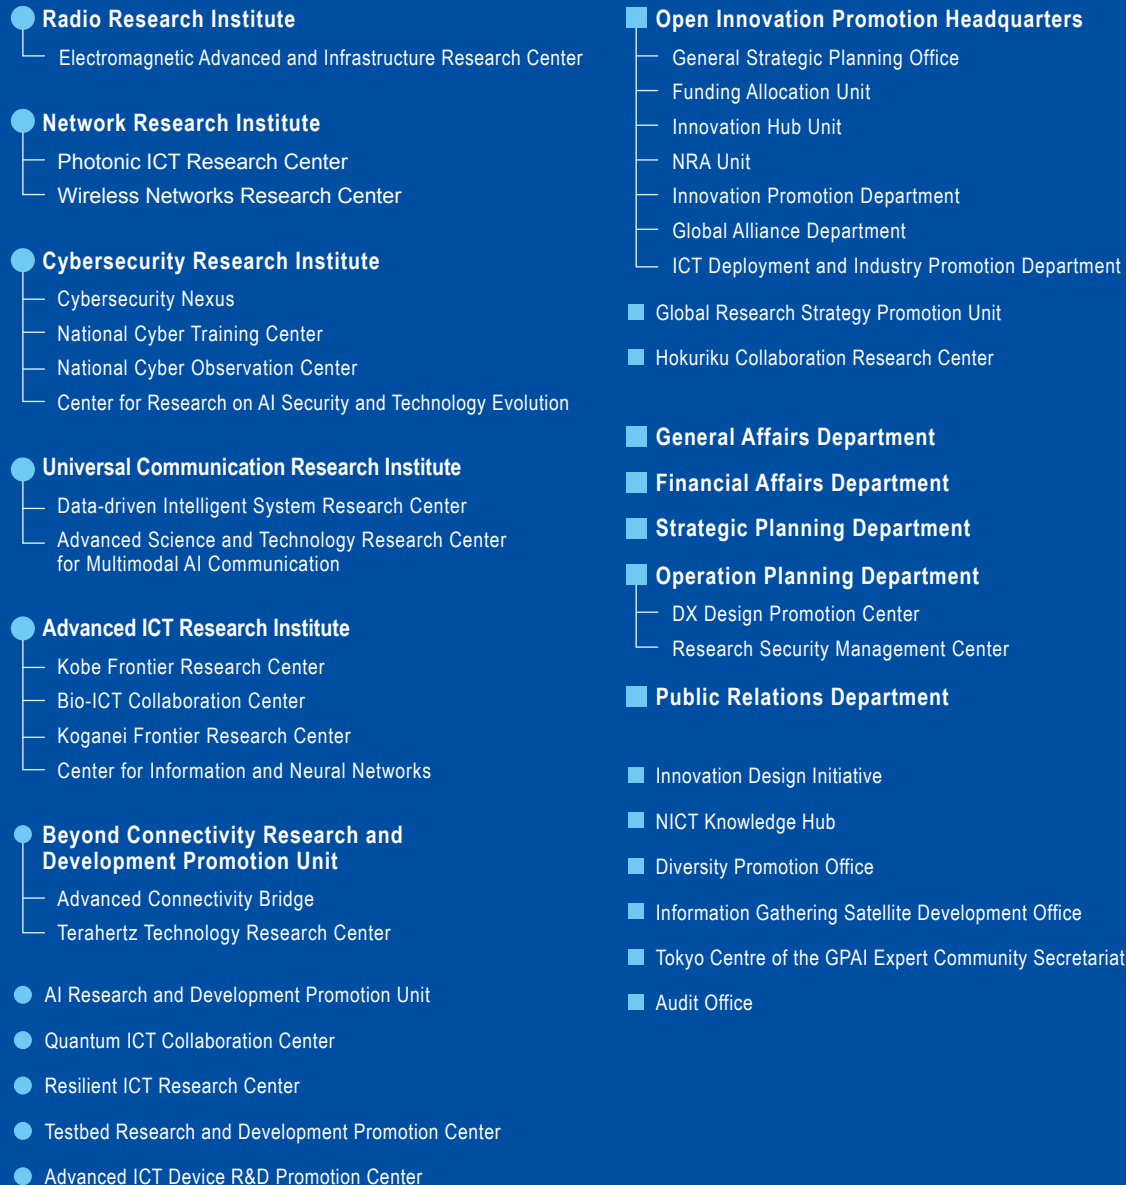 Radio Research Institute
Electromagnetic Advanced and Infrastructure Research Center
Network Research Institute
Photonic ICT Research Center
Wireless Networks Research Center
Cybersecurity Research Institute
Cybersecurity Nexus
National Cyber Training Center
National Cyber Observation Center
Center for Research on AI Security and Technology Evolution
Universal Communication Research Institute
Data-driven Intelligent System Research Center
Advanced Science and Technology Research Center
for Multimodal AI Communication
Advanced ICT Research Institute
Kobe Frontier Research Center
Bio-ICT Collaboration Center
Koganei Frontier Research Center
Center for Information and Neural Networks
Beyond Connectivity Research and
Development Promotion Unit
Advanced Connectivity Bridge
Terahertz Technology Research Center
AI Research and Development Promotion Unit
Quantum ICT Collaboration Center
Resilient ICT Research Center
Testbed Research and Development Promotion Center
Advanced ICT Device R&D Promotion Center
Open Innovation Promotion Headquarters
General Strategic Planning Office
Funding Allocation Unit
Innovation Hub Unit
NRA Unit
Innovation Promotion Department
Global Alliance Department
ICT Deployment and Industry Promotion Department
Global Research Strategy Promotion Unit
Hokuriku Collaboration Research Center
General Affairs Department
Financial Affairs Department
Strategic Planning Department
Operation Planning Department
DX Design Promotion Center
Research Security Management Center
Public Relations Department
Innovation Design Initiative
NICT Knowledge Hub
Diversity Promotion Office
Information Gathering Satellite Development Office
Tokyo Centre of the GPAI Expert Community Secretariat
Audit Office